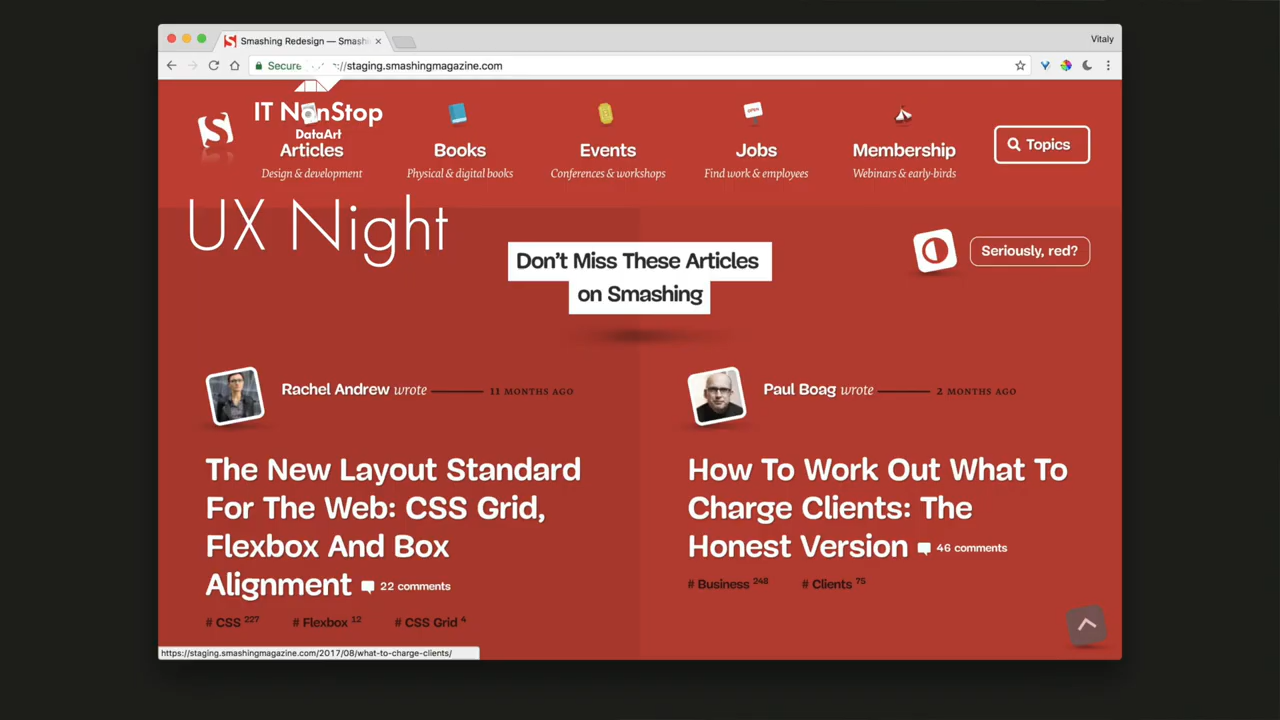 Smashing Redesign — Smash
Vitaly
Secure
://staging.smashingmagazine.com
IT NonStop
DataArt
Articles
Design & development
Books
Physical & digital books
Events
Conferences & workshops
OPEN
Jobs
Find work & employees
Membership
Webinars & early-birds
Topics
UX Night
Don't Miss These Articles
on Smashing
Seriously, red?
Rachel Andrew wrote 11 MONTHS AGO
The New Layout Standard
For The Web: CSS Grid,
Flexbox And Box
Alignment 22 comments
# CSS 227 # Flexbox 12 # CSS Grid 4
Paul Boag wrote 2 MONTHS AGO
How To Work Out What To
Charge Clients: The
Honest Version 46 comments
# Business 248 # Clients 75
https://staging.smashingmagazine.com/2017/08/what-to-charge-clients/